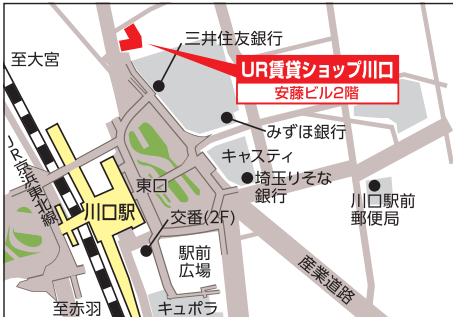 至大宮
三井住友銀行
UR賃貸ショップ川口
安藤ビル2階
みずほ銀行
キャスティ
JR京浜東北線
東口
埼玉りそな
銀行
川口駅
川口駅前
郵便局
交番(2F)
駅前
広場
産業道路
至赤羽
キュポラ